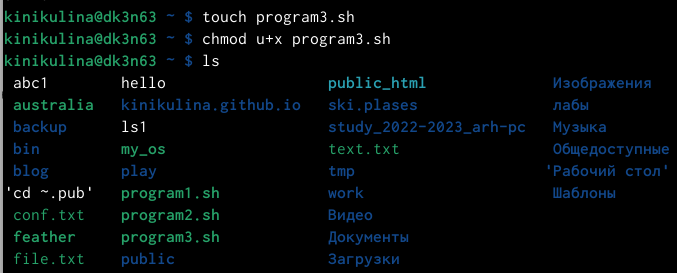 kinikulina@dk3n63 ~ $ touch program3.sh
kinikulina@dk3n63 ~ $ chmod u+x program3.sh
kinikulina@dk3n63 ~ $ ls
abc1 hello public_html Изображения
australia kinikulina.github.io ski.plases лабы
backup ls1 study_2022-2023_arh-pc Музыка
bin my_os text.txt Общедоступные
blog play tmp 'Рабочий стол'
'cd ~.pub' program1.sh work Шаблоны
conf.txt program2.sh Видео
feather program3.sh Документы
file.txt public Загрузки